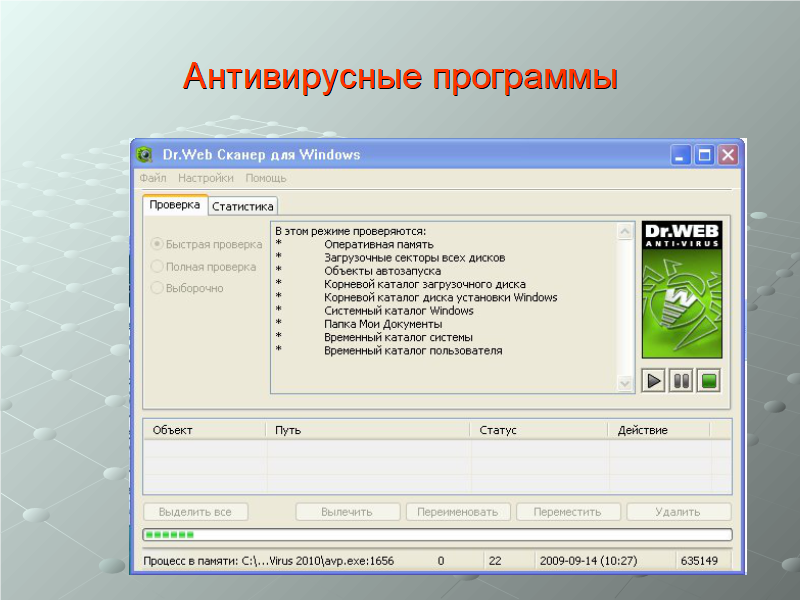 Антивирусные программы
Dr.Web Сканер для Windows
Файл Настройки Помощь
Проверка Статистика
Быстрая проверка
Полная проверка
Выборочно
В этом режиме проверяются:
* Оперативная память
* Загрузочные секторы всех дисков
* Объекты автозапуска
* Корневой каталог загрузочного диска
* Корневой каталог диска установки Windows
* Системный каталог Windows
* Папка Мои Документы
* Временный каталог системы
* Временный каталог пользователя
Dr.WEB
ANTI-VIRUS
Объект Путь Статус Действие
Выделить все Вылечить Переименовать Переместить Удалить
Процесс в памяти: C:\...Virus 2010\avp.exe:1656 0 22 2009-09-14 (10:27) 635149